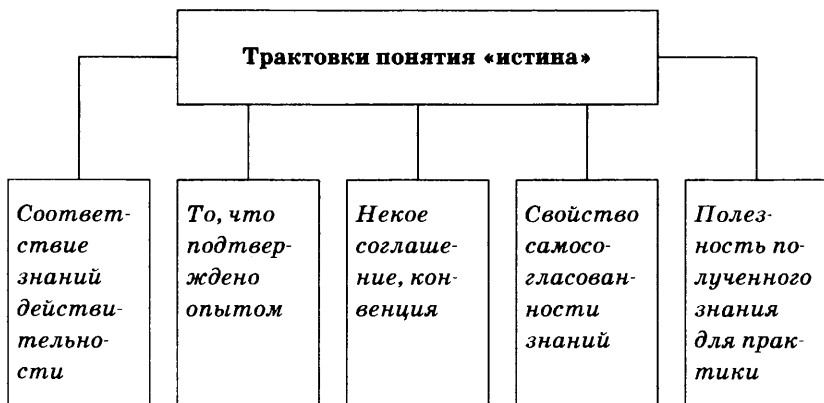 Трактовки понятия «истина»
Соответ-
ствие
знаний
действи-
тельно-
сти
То, что
подтвер-
ждено
опытом
Некое
соглаше-
ние, кон-
венция
Свойство
самосо-
гласован-
ности
знаний
Полез-
ность по-
лученного
знания
для прак-
тики